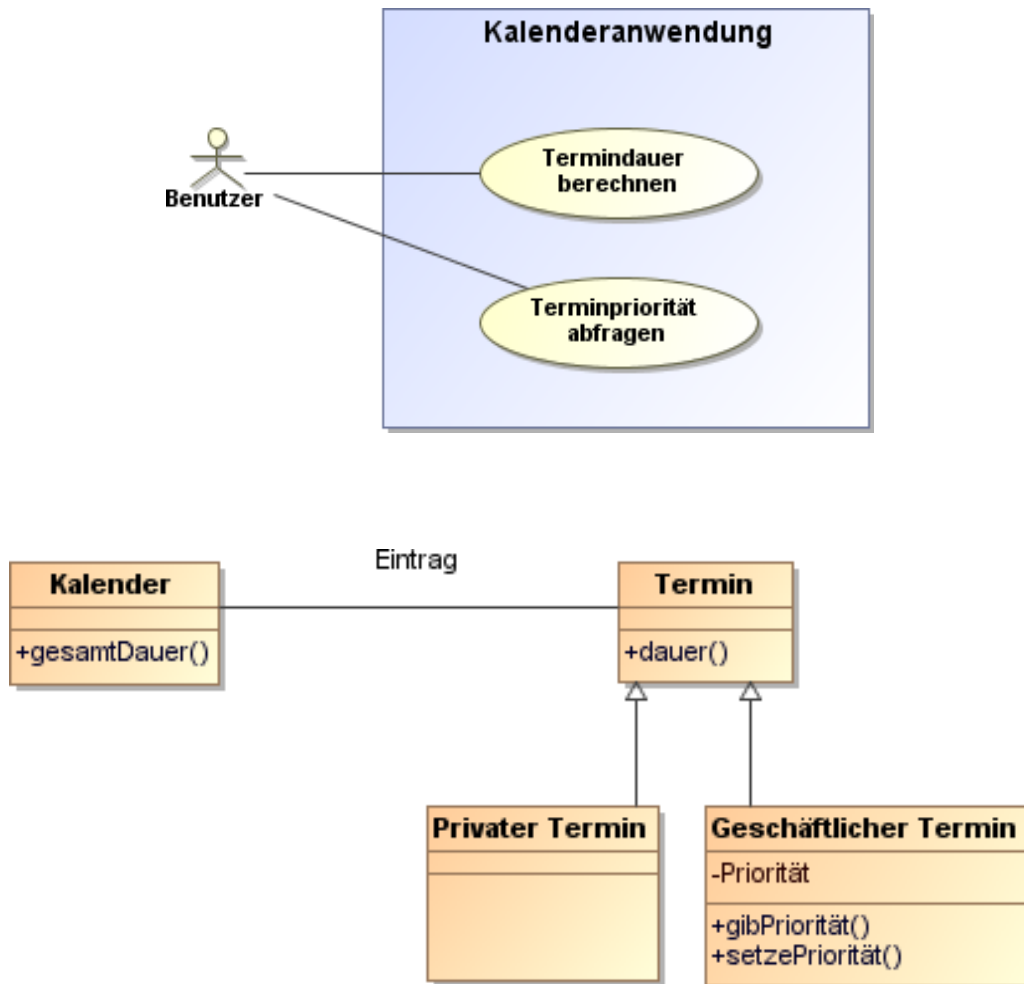 Kalenderanwendung
Termindauer
berechnen
Benutzer
Terminpriorität
abfragen
Eintrag
Kalender
+gesamtDauer()
Termin
+dauer()
Privater Termin
Geschäftlicher Termin
-Priorität
+gibPriorität()
+setzePriorität()